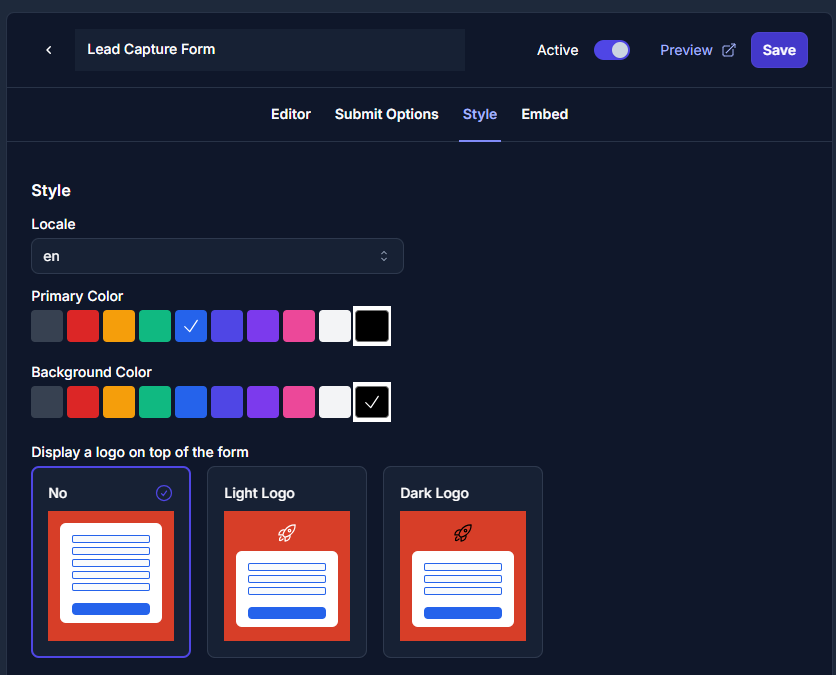 Lead Capture Form
Active
Preview
Save
Editor
Submit Options
Style
Embed
Style
Locale
en
Primary Color
Background Color
Display a logo on top of the form
No
Light Logo
Dark Logo